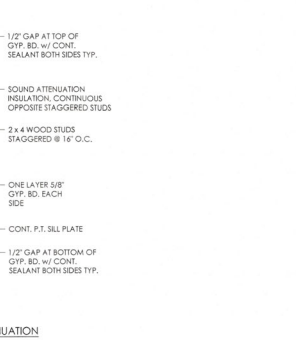 1/2" GAP AT TOP OF
GYP. BD. w/ CONT.
SEALANT BOTH SIDES TYP.
SOUND ATTENUATION
INSULATION, CONTINUOUS
OPPOSITE STAGGERED STUDS
2 x 4 WOOD STUDS
STAGGERED @ 16" O.C.
ONE LAYER 5/8"
GYP. BD. EACH
SIDE
CONT. P.T. SILL PLATE
1/2" GAP AT BOTTOM OF
GYP. BD. w/ CONT.
SEALANT BOTH SIDES TYP.
UATION